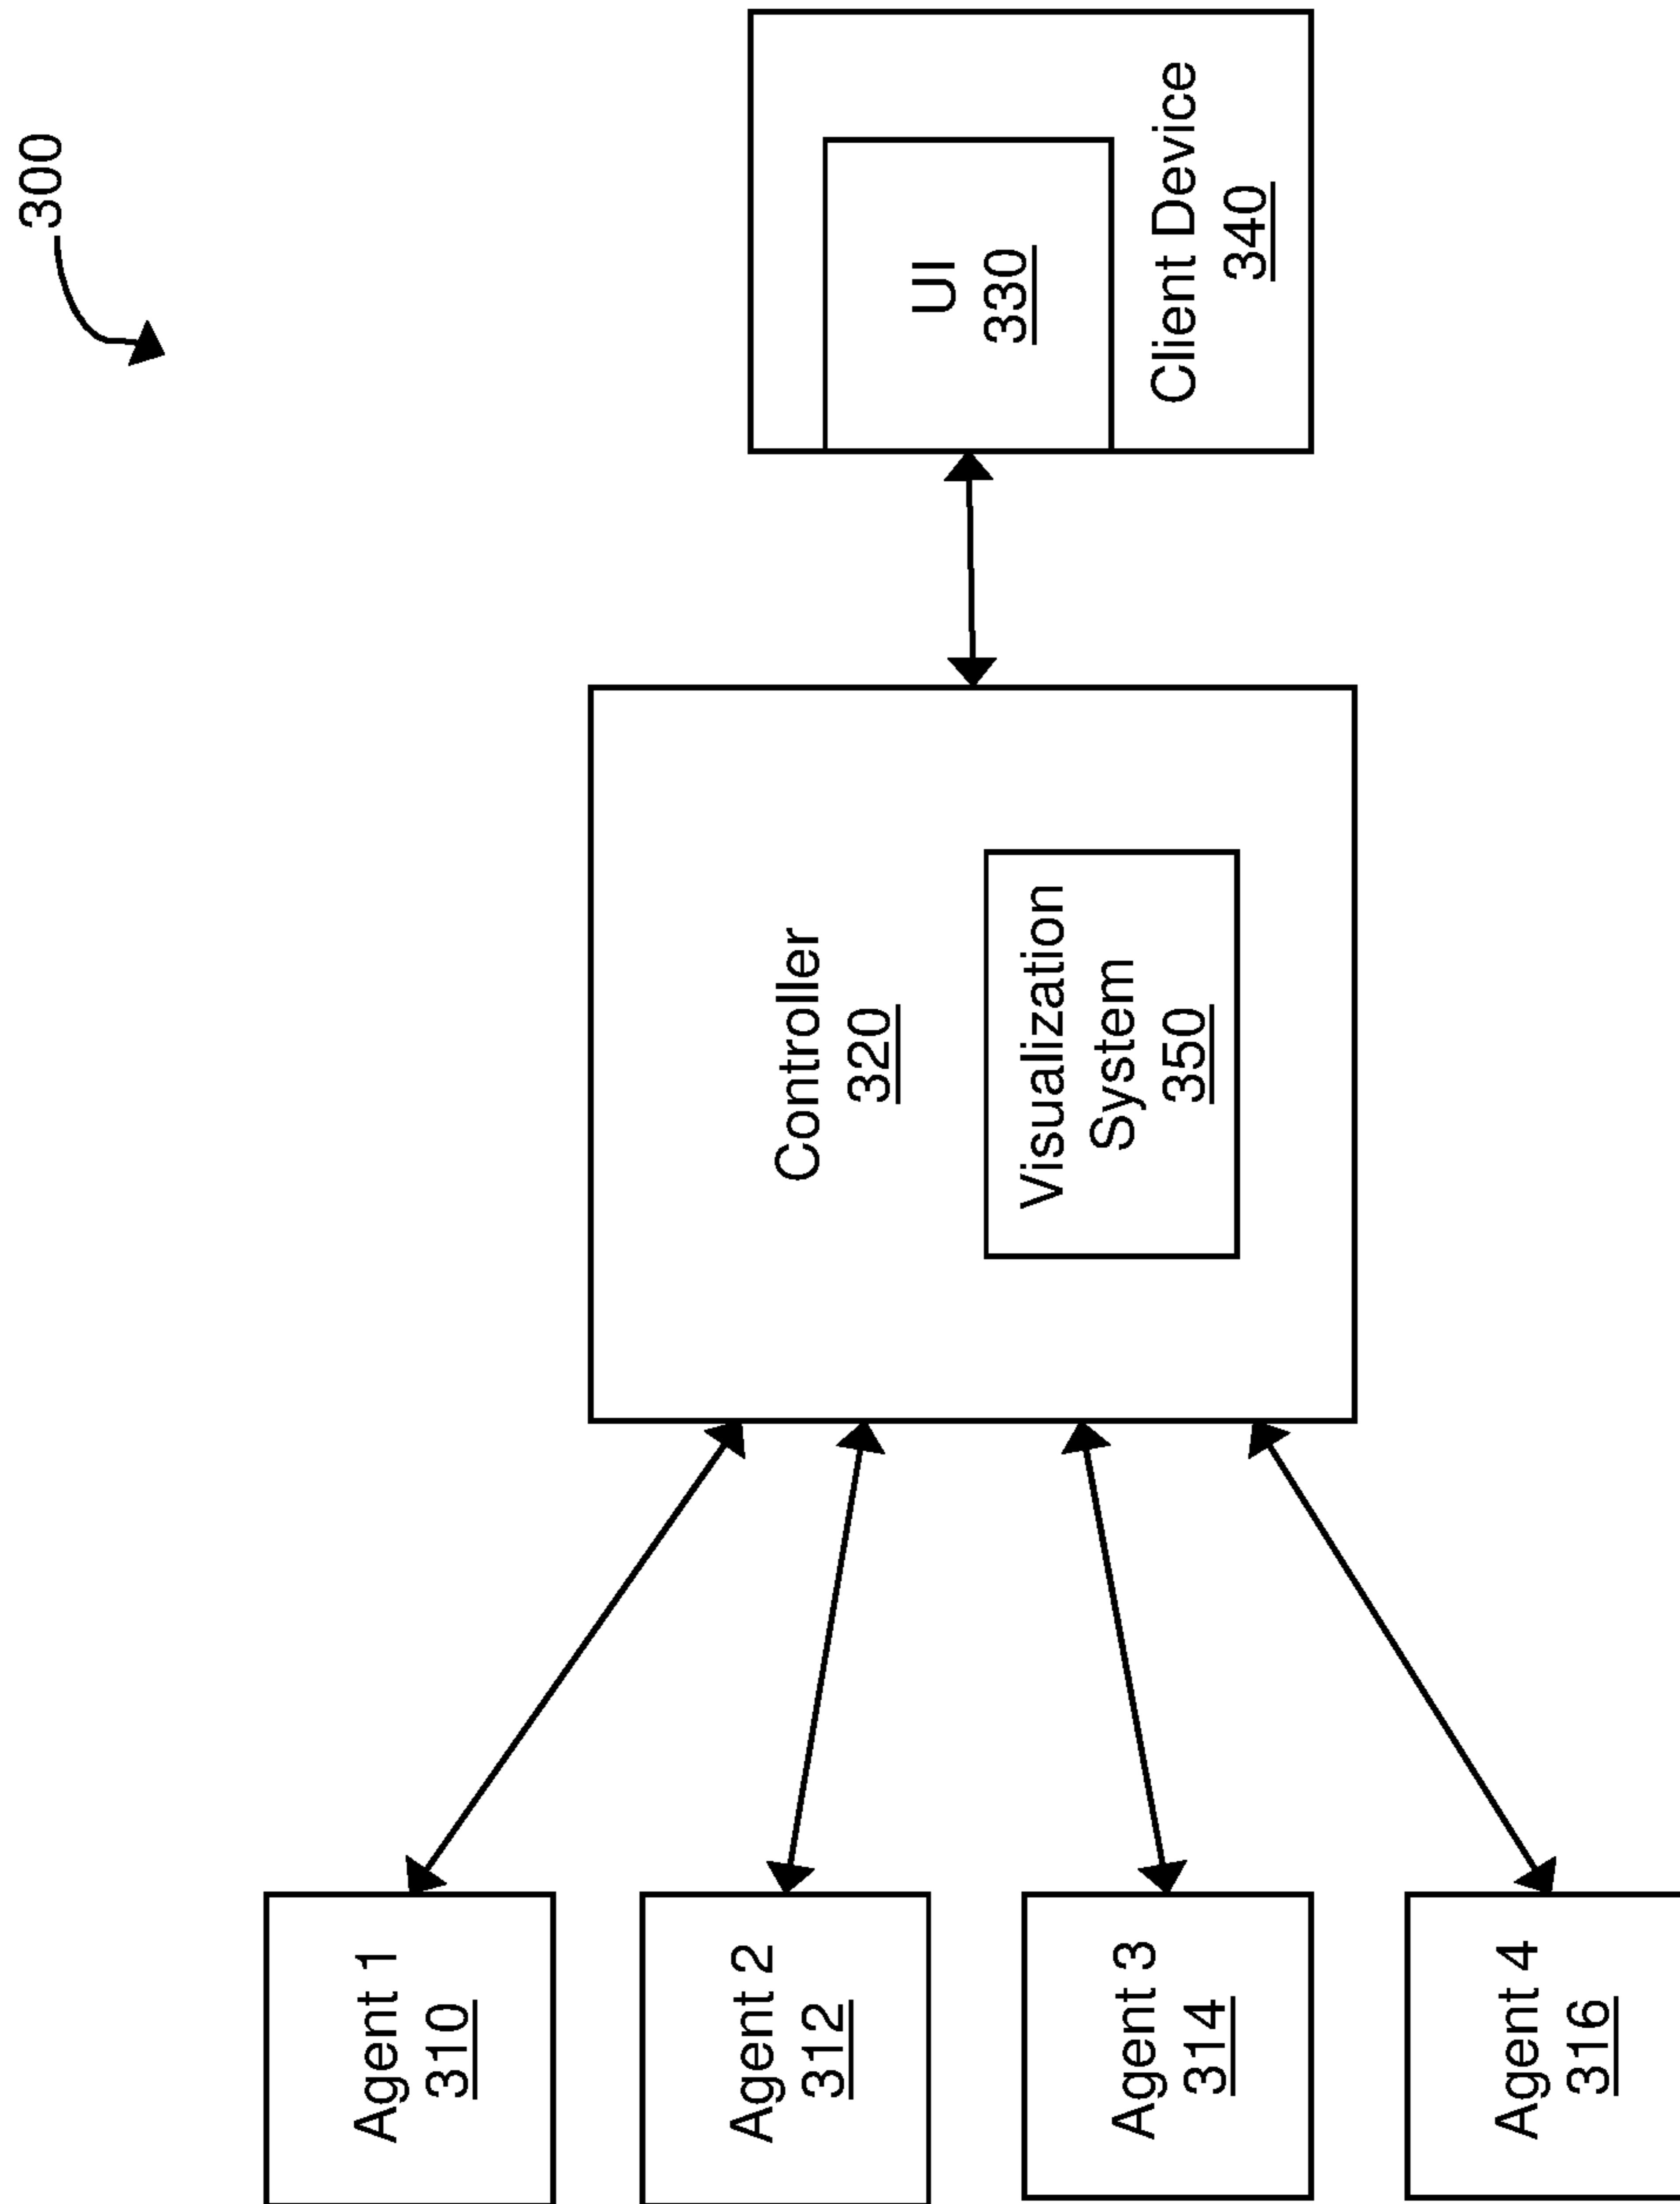 300
Agent 1
310
Agent 2
312
Agent 3
314
Agent 4
316
Controller
320
Visualization
System
350
UI
330
Client Device
340